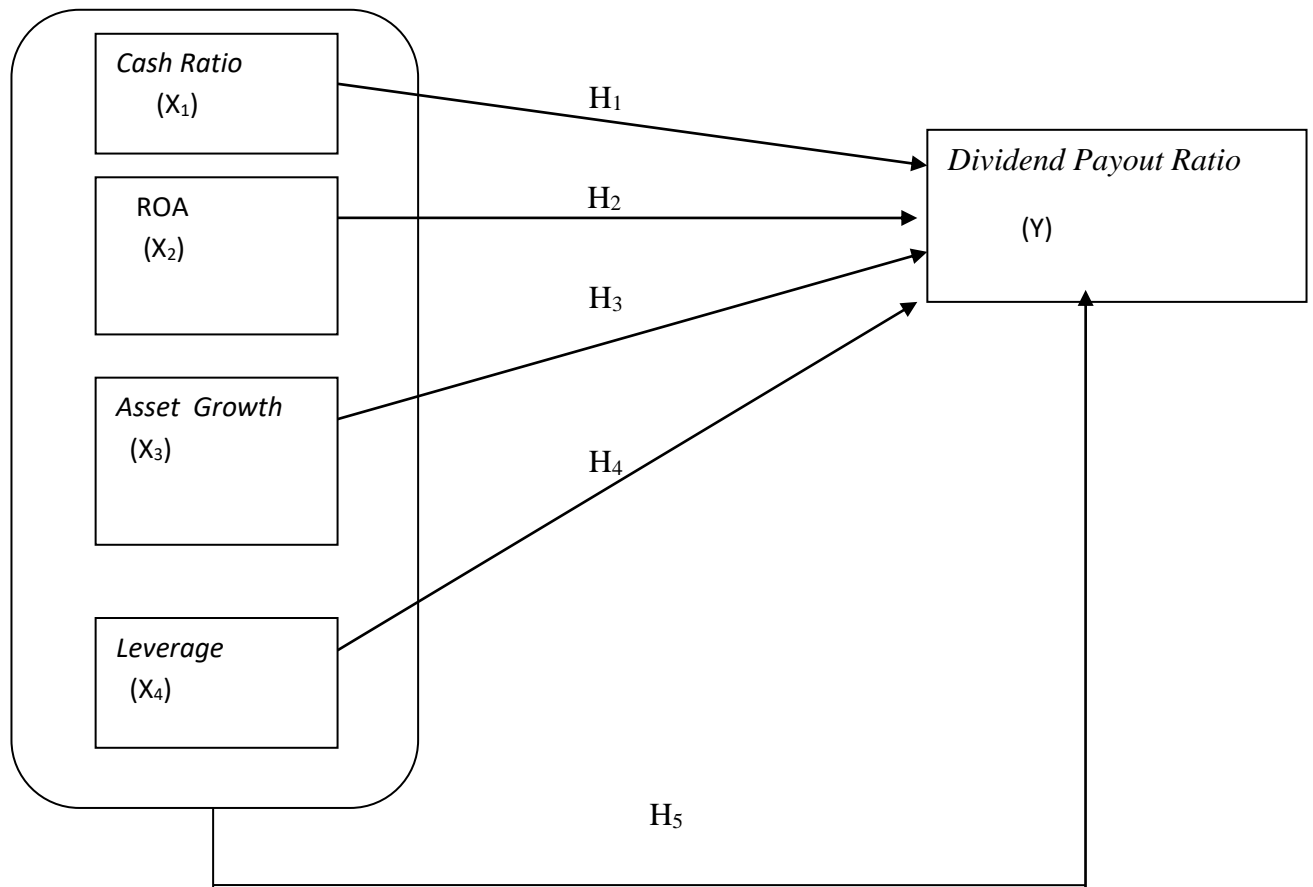 Cash Ratio
(X₁)
H₁
Dividend Payout Ratio
(Y)
ROA
(X₂)
H₂
H₃
Asset Growth
(X₃)
H₄
Leverage
(X₄)
H₅